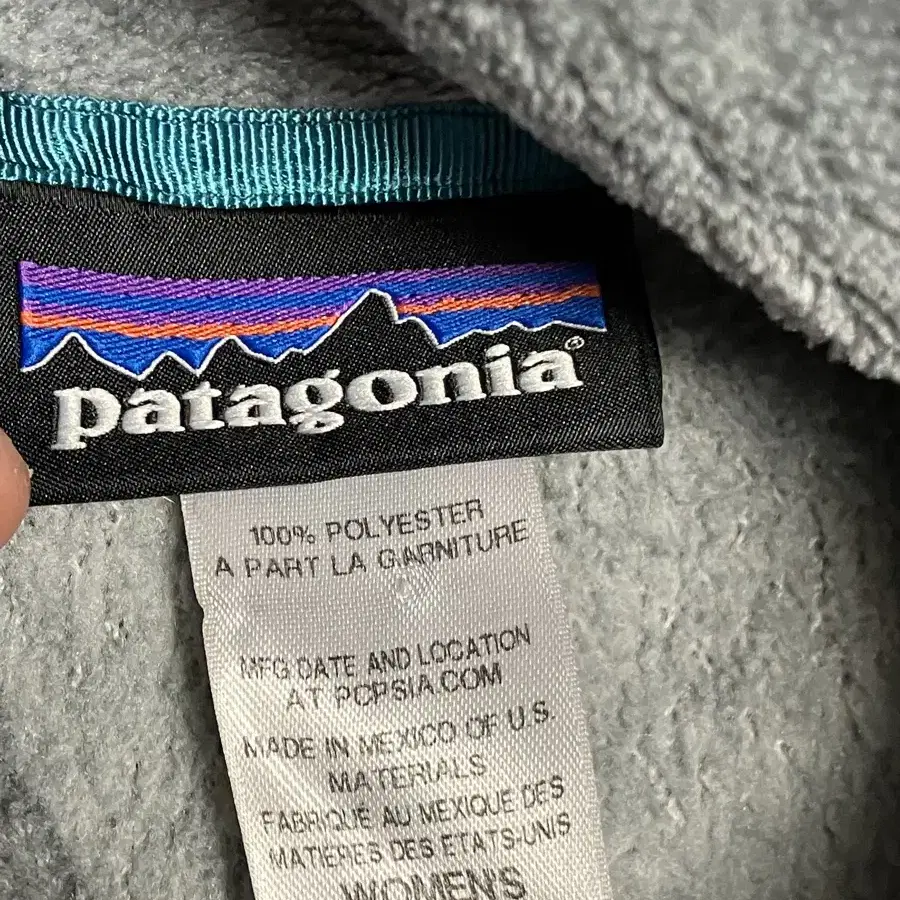 patagonia®
100% POLYESTER
A PART LA GARNITURE
MFG DATE AND LOCATION
AT PCPSIA.COM
MADE IN MEXICO OF U.S.
MATERIALS
FABRIQUE AU MEXIQUE DES
MATIERES DES ETATS-UNIS
WOMEN'S